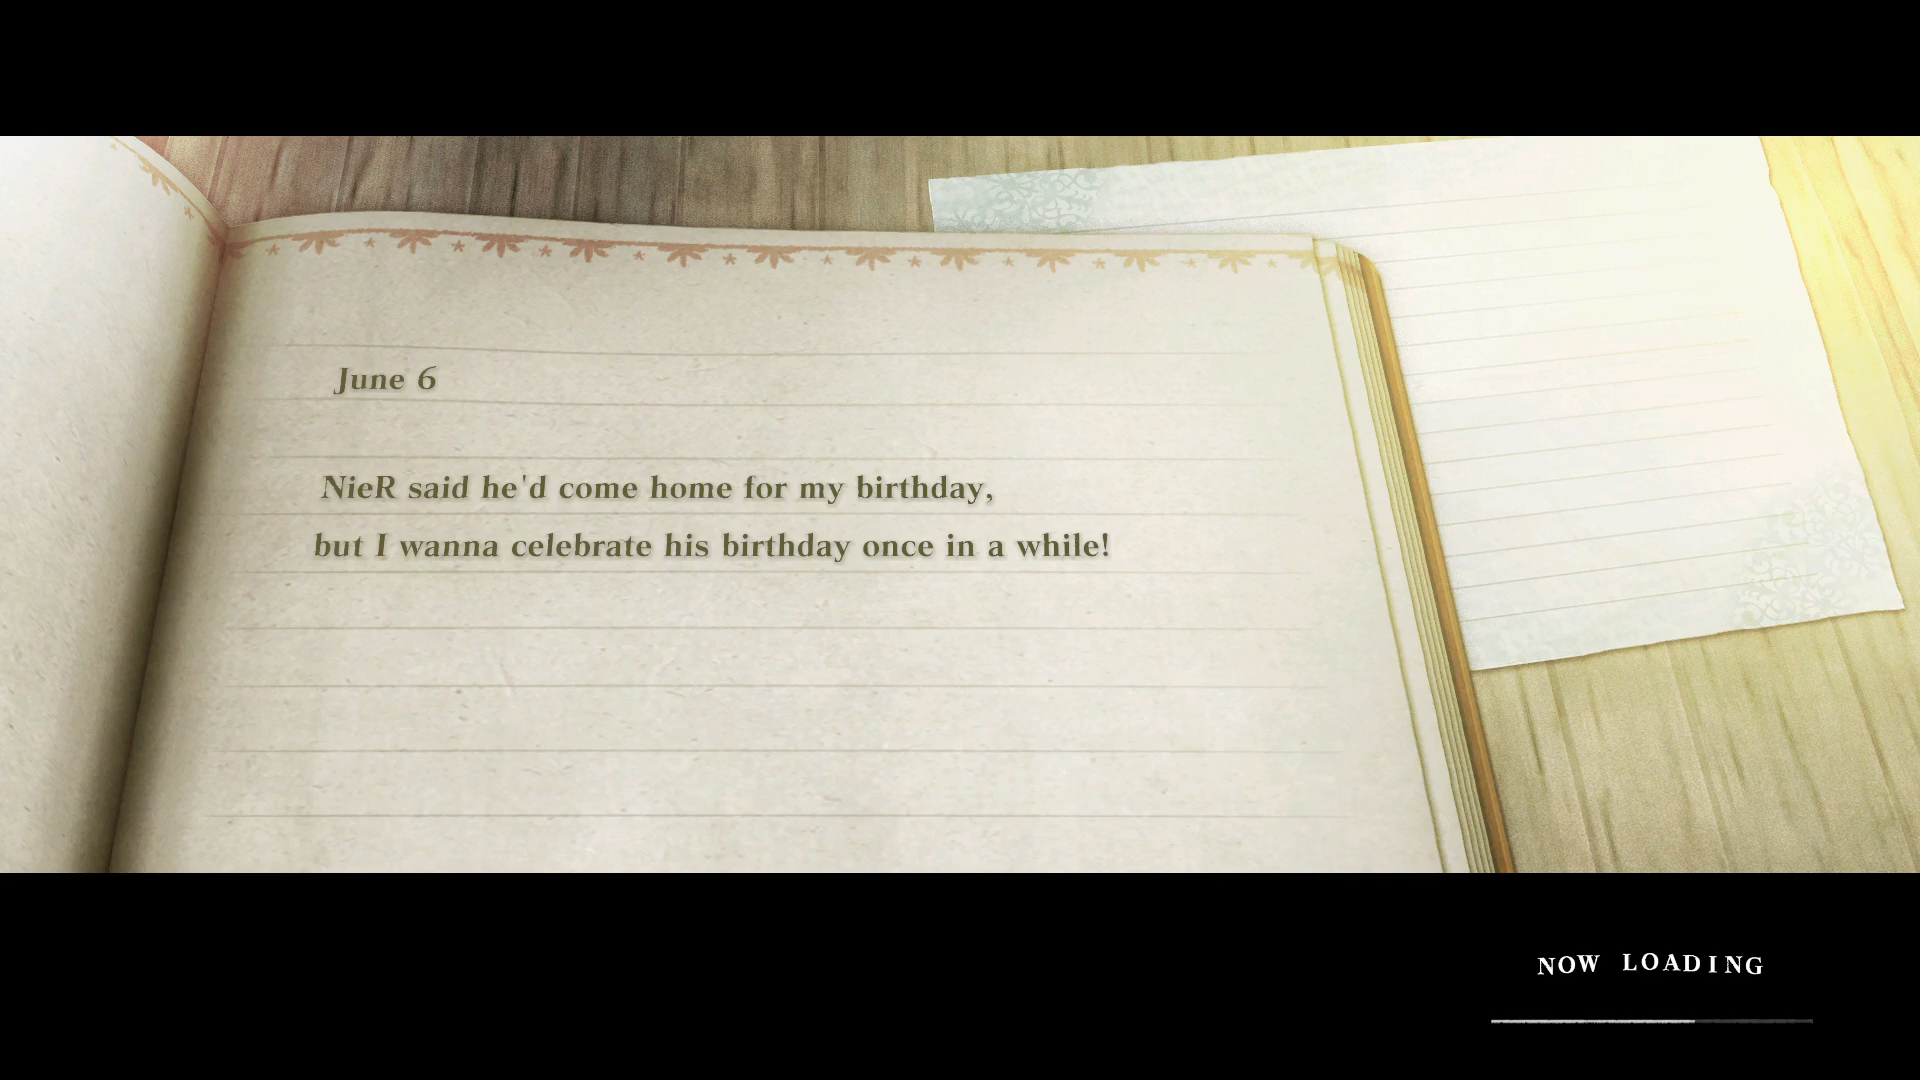 June 6
NieR said he'd come home for my birthday,
but I wanna celebrate his birthday once in a while!
NOW LOADING